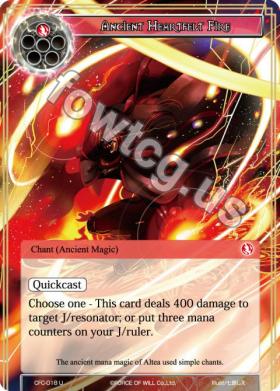 Ancient Heartfelt Fire
fowtcg.us
Chant (Ancient Magic)
Quickcast
Choose one - This card deals 400 damage to
target J/resonator; or put three mana
counters on your J/ruler.
The ancient mana magic of Altea used simple chants.
CFC-018 U
©FORCE OF WILL Co.,Ltd.